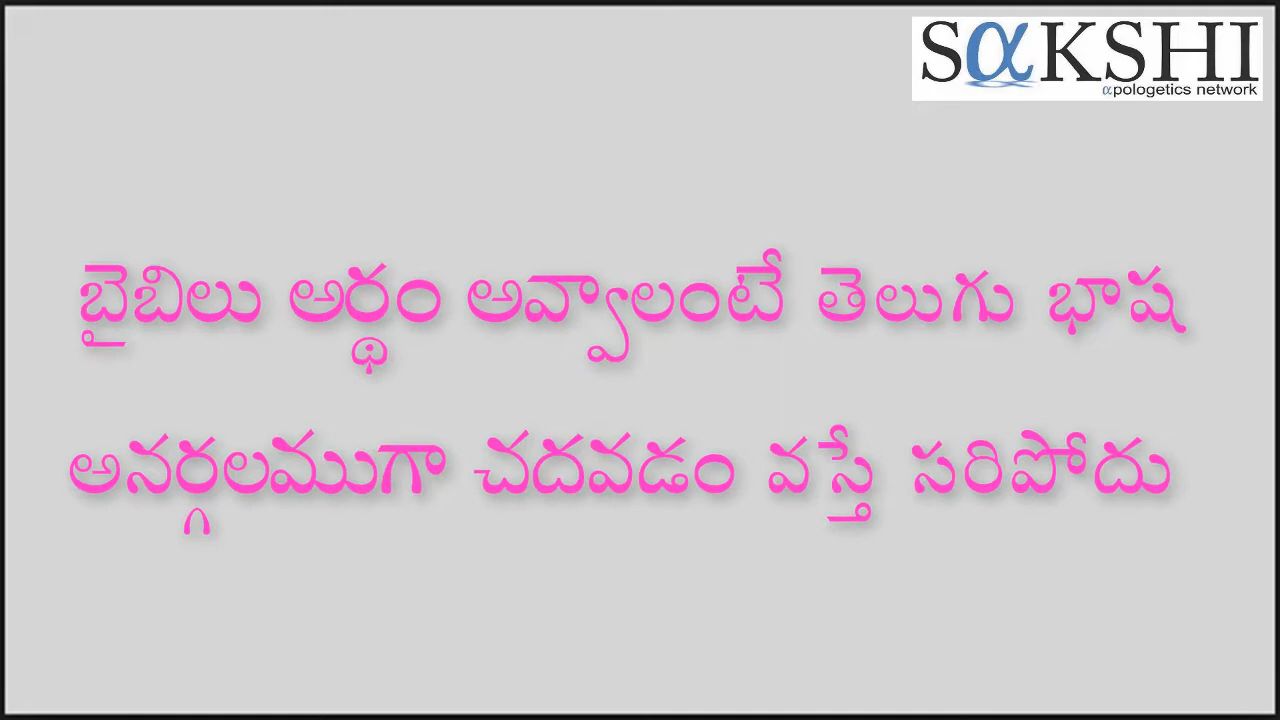 SαKSHI
αpologetics network
బైబిలు అర్థం అవ్వాలంటే తెలుగు భాష
అనర్గలముగా చదవడం వస్తే సరిపోదు